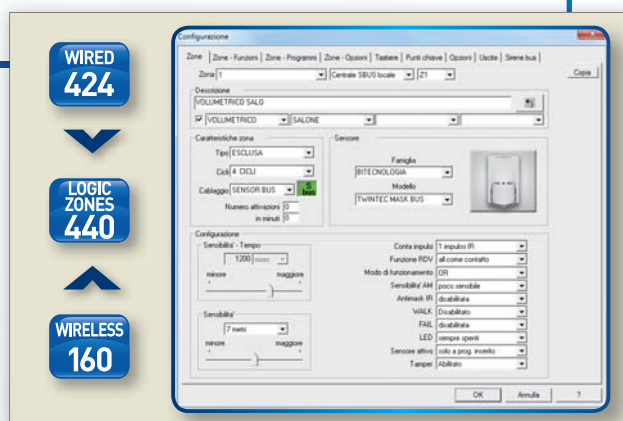 WIRED
424
LOGIC
ZONES
440
WIRELESS
160
Configurazione
Zone | Zone - Funzioni | Zone - Programmi | Zone - Opzioni | Tastiere | Punti chiave | Opzioni | Uscite | Sirene bus
Zona 1 Centrale SBUS locale Z1 Copia
Descrizione
VOLUMETRICO SALO
VOLUMETRICO SALONE
Caratteristiche zona
Tipo ESCLUSA
Cicli 4 CICLI
Cablaggio SENSOR BUS S bus
Numero attivazioni 0
in minuti 0
Sensore
Famiglia
BITECNOLOGIA
Modello
TWINTEC MASK BUS
Configurazione
Sensibilita' - Tempo
1200 msec
minore maggiore
Sensibilita'
7 metri
minore maggiore
Conta impulsi 1 impulso IR
Funzione RDV all.come contatto
Modo di funzionamento OR
Sensibilita' AM poco sensibile
Antimask IR disabilitata
WALK Disabilitato
FAIL disabilitata
LED sempre spenti
Sensore attivo solo a prog. inserito
Tamper Abilitato
OK Annulla ?